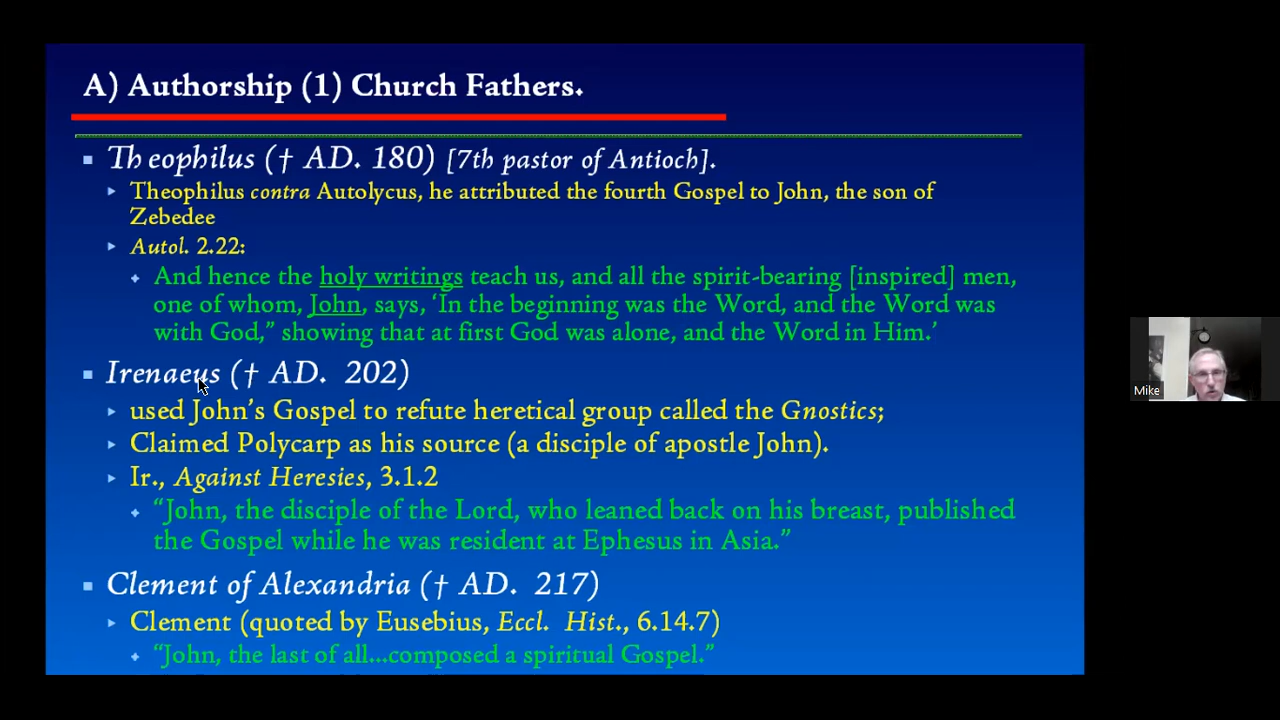 A) Authorship (1) Church Fathers.
Theophilus († AD. 180) [7th pastor of Antioch].
Theophilus contra Autolycus, he attributed the fourth Gospel to John, the son of
Zebedee
Autol. 2.22:
And hence the holy writings teach us, and all the spirit-bearing [inspired] men,
one of whom, John, says, ‘In the beginning was the Word, and the Word was
with God,” showing that at first God was alone, and the Word in Him.’
Irenaeus († AD. 202)
used John’s Gospel to refute heretical group called the Gnostics;
Claimed Polycarp as his source (a disciple of apostle John).
Ir., Against Heresies, 3.1.2
“John, the disciple of the Lord, who leaned back on his breast, published
the Gospel while he was resident at Ephesus in Asia.”
Clement of Alexandria († AD. 217)
Clement (quoted by Eusebius, Eccl. Hist., 6.14.7)
“John, the last of all...composed a spiritual Gospel.”
Mike